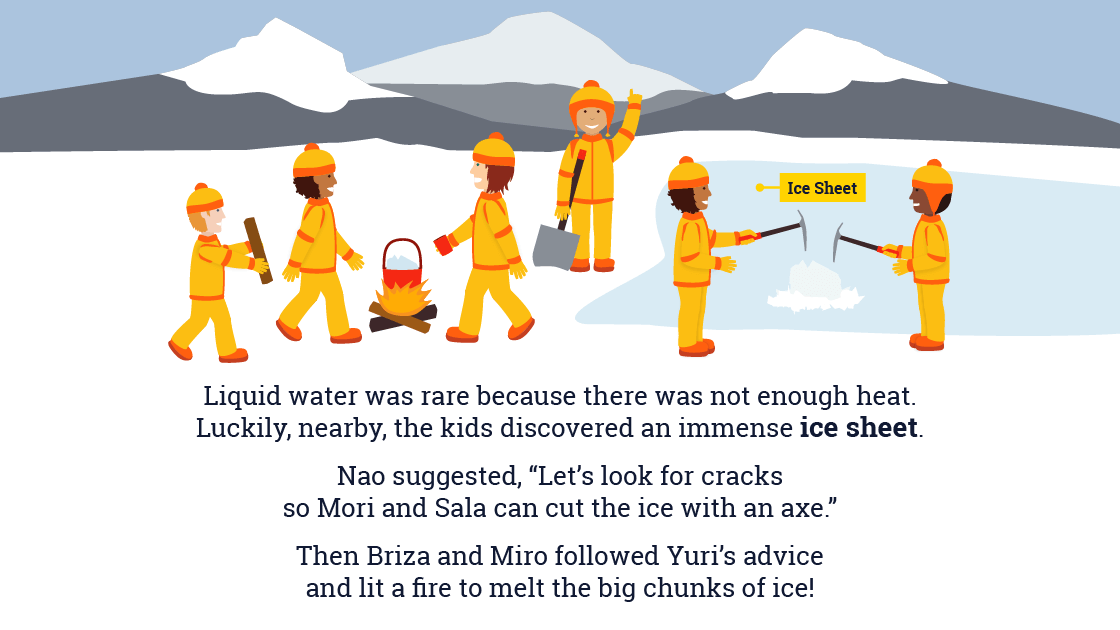 Ice Sheet
Liquid water was rare because there was not enough heat.
Luckily, nearby, the kids discovered an immense ice sheet.
Nao suggested, “Let’s look for cracks
so Mori and Sala can cut the ice with an axe.”
Then Briza and Miro followed Yuri’s advice
and lit a fire to melt the big chunks of ice!